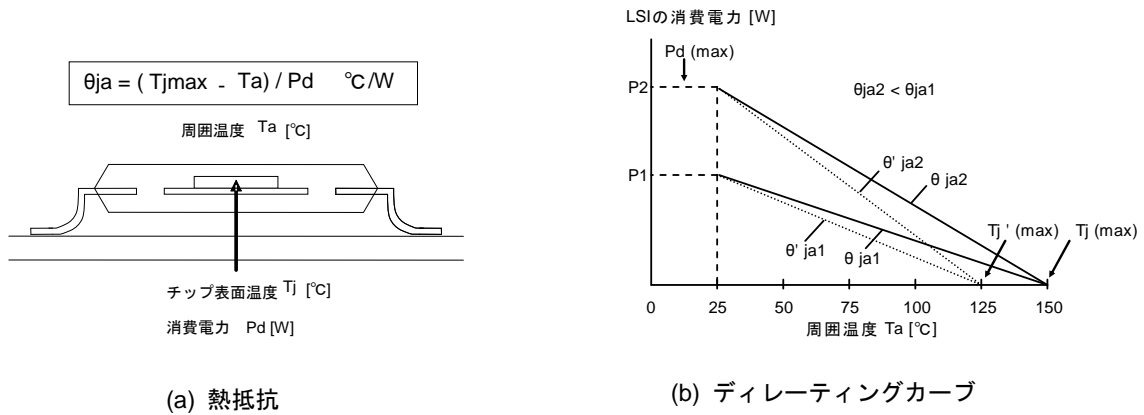 θja = ( Tjmax - Ta) / Pd ℃/W
周囲温度 Ta [℃]
チップ表面温度 Tj [℃]
消費電力 Pd [W]
(a) 熱抵抗
LSIの消費電力 [W]
Pd (max)
P2
θja2 < θja1
θ' ja2
θ ja2
P1
θ' ja1
θ ja1
Tj ' (max)
Tj (max)
0 25 50 75 100 125 150
周囲温度 Ta [℃]
(b) ディレーティングカーブ